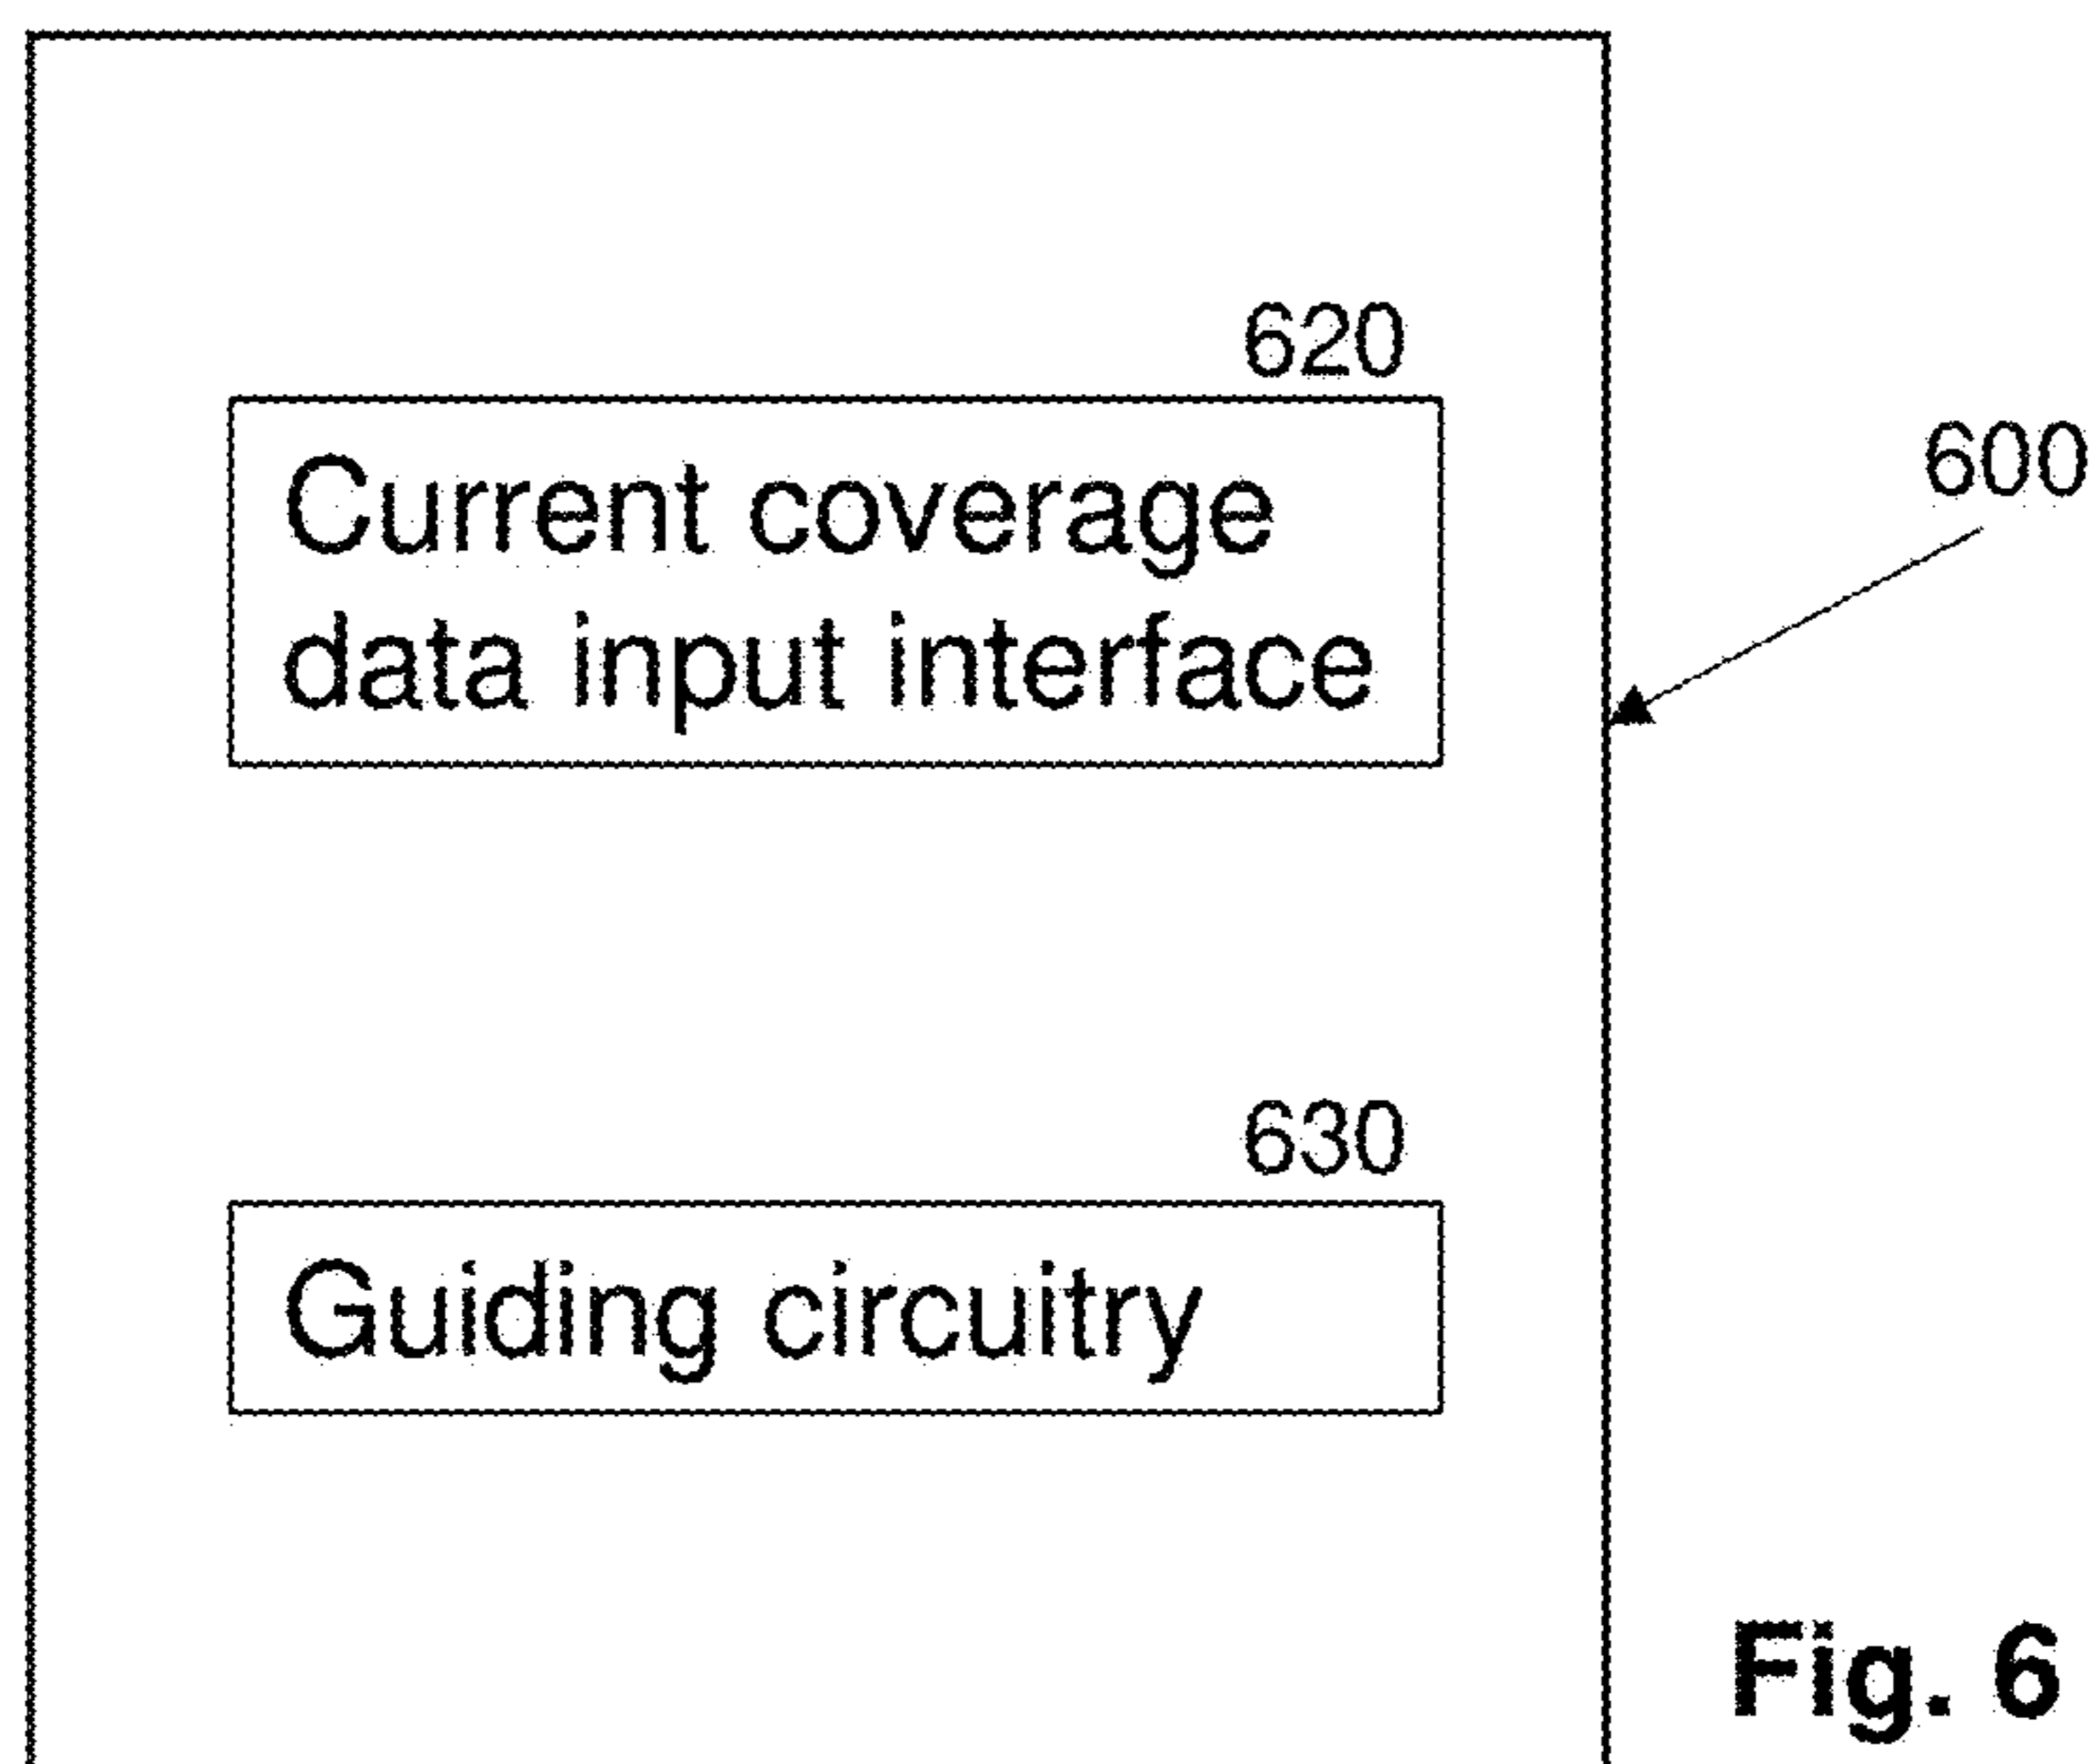 620
Current coverage
data input interface
600
630
Guiding circuitry
Fig. 6